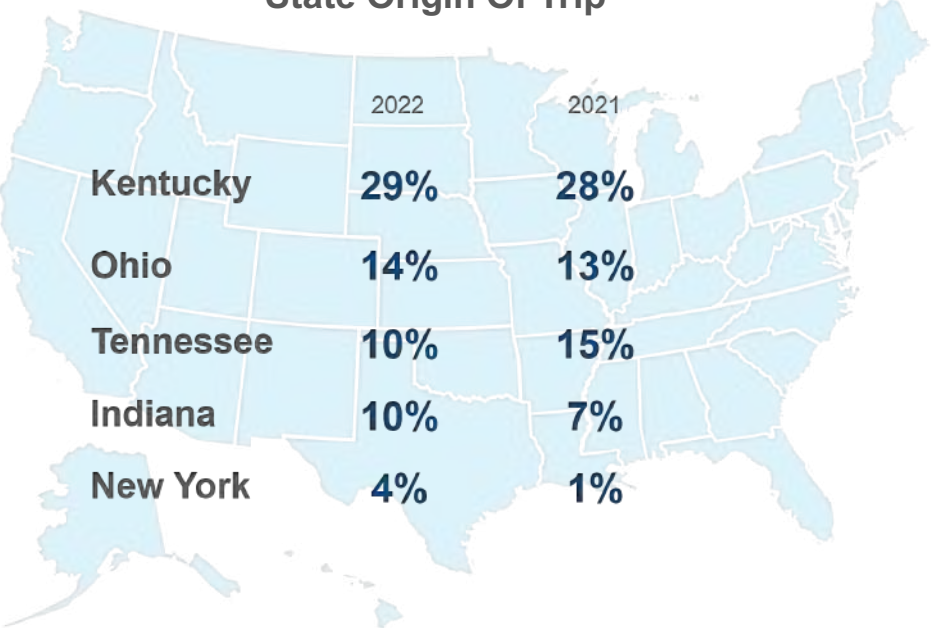 State Origin Of Trip
2022 2021
Kentucky 29% 28%
Ohio 14% 13%
Tennessee 10% 15%
Indiana 10% 7%
New York 4% 1%